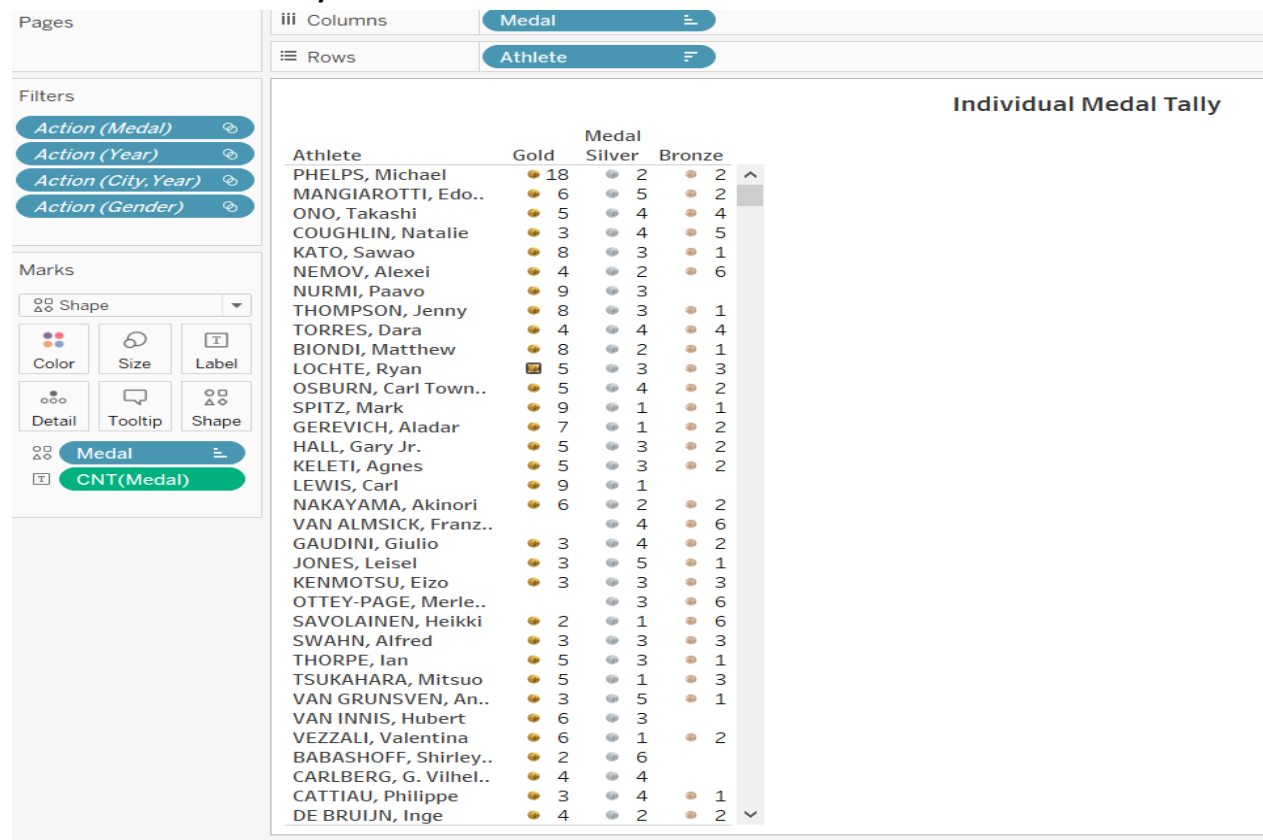 Pages
iii Columns Medal
Rows Athlete
Filters
Action (Medal)
Action (Year)
Action (City,Year)
Action (Gender)
Marks
Shape
Color Size Label
Detail Tooltip Shape
Medal
CNT(Medal)
Individual Medal Tally
Medal
Athlete Gold Silver Bronze
PHELPS, Michael 18 2 2
MANGIAROTTI, Edo.. 6 5 2
ONO, Takashi 5 4 4
COUGHLIN, Natalie 3 4 5
KATO, Sawao 8 3 1
NEMOV, Alexei 4 2 6
NURMI, Paavo 9 3
THOMPSON, Jenny 8 3 1
TORRES, Dara 4 4 4
BIONDI, Matthew 8 2 1
LOCHTE, Ryan 5 3 3
OSBURN, Carl Town.. 5 4 2
SPITZ, Mark 9 1 1
GEREVICH, Aladar 7 1 2
HALL, Gary Jr. 5 3 2
KELETI, Agnes 5 3 2
LEWIS, Carl 9 1
NAKAYAMA, Akinori 6 2 2
VAN ALMSICK, Franz.. 4 6
GAUDINI, Giulio 3 4 2
JONES, Leisel 3 5 1
KENMOTSU, Eizo 3 3 3
OTTEY-PAGE, Merle.. 3 6
SAVOLAINEN, Heikki 2 1 6
SWAHN, Alfred 3 3 3
THORPE, Ian 5 3 1
TSUKAHARA, Mitsuo 5 1 3
VAN GRUNSVEN, An.. 3 5 1
VAN INNIS, Hubert 6 3
VEZZALI, Valentina 6 1 2
BABASHOFF, Shirley.. 2 6
CARLBERG, G. Vilhel.. 4 4
CATTIAU, Philippe 3 4 1
DE BRUIJN, Inge 4 2 2